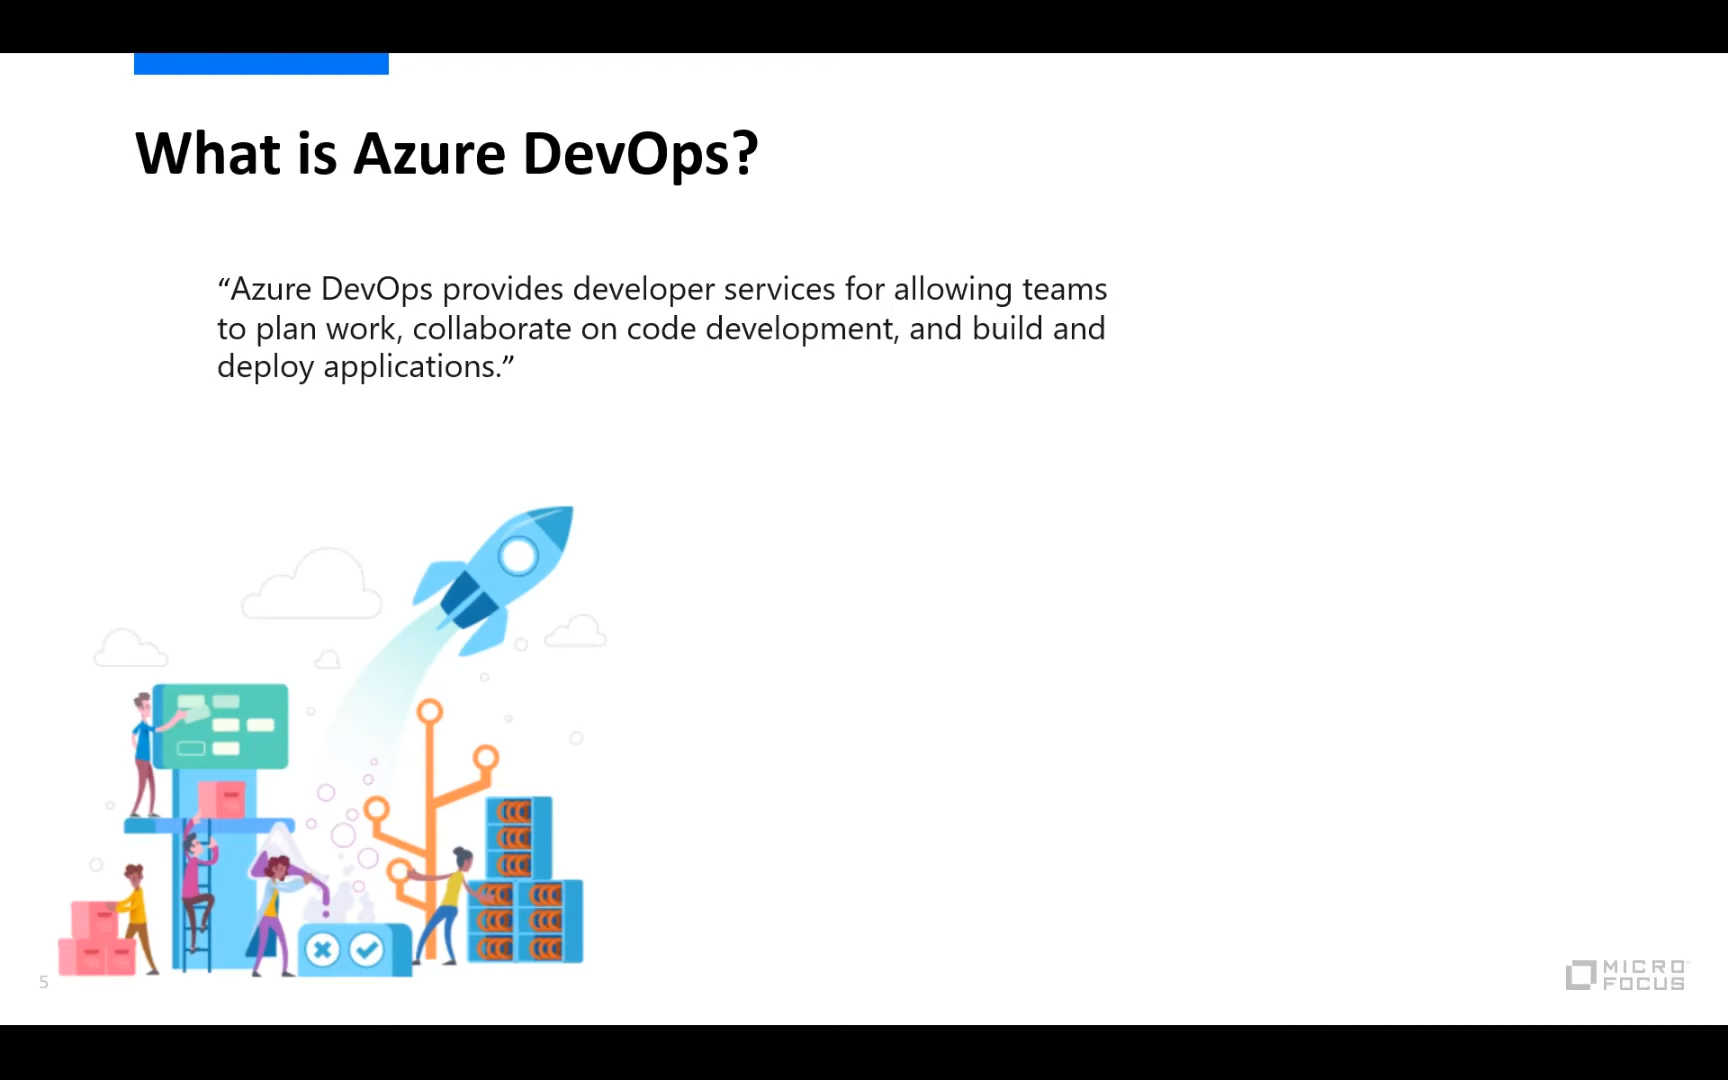 What is Azure DevOps?
“Azure DevOps provides developer services for allowing teams
to plan work, collaborate on code development, and build and
deploy applications.”
5
MICRO
FOCUS